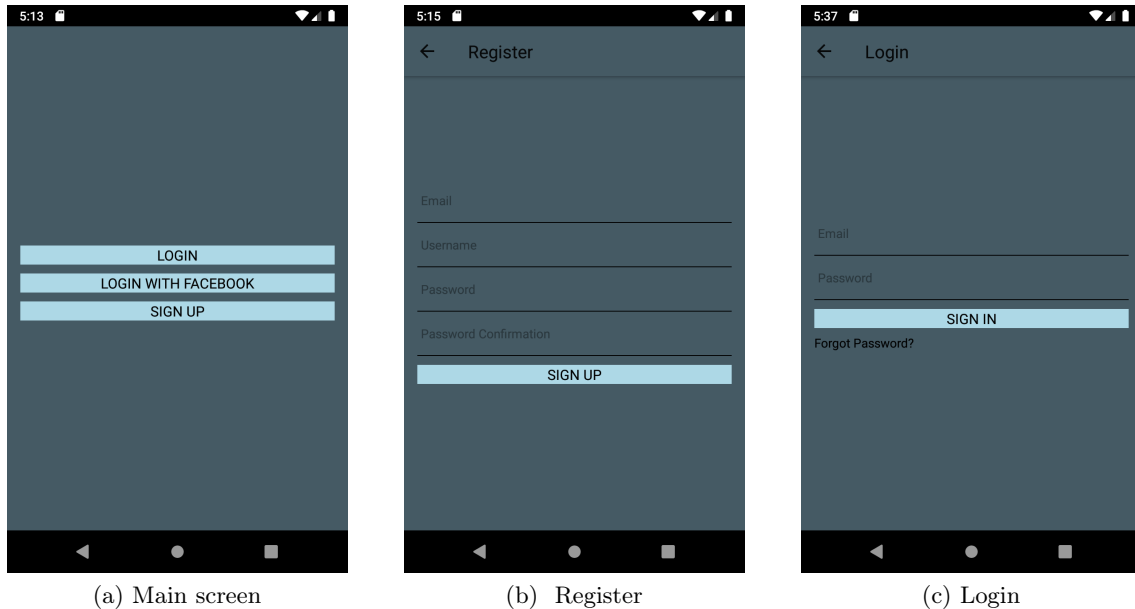 5:13
LOGIN
LOGIN WITH FACEBOOK
SIGN UP
(a) Main screen
5:15
Register
Email
Username
Password
Password Confirmation
SIGN UP
(b) Register
5:37
Login
Email
Password
SIGN IN
Forgot Password?
(c) Login